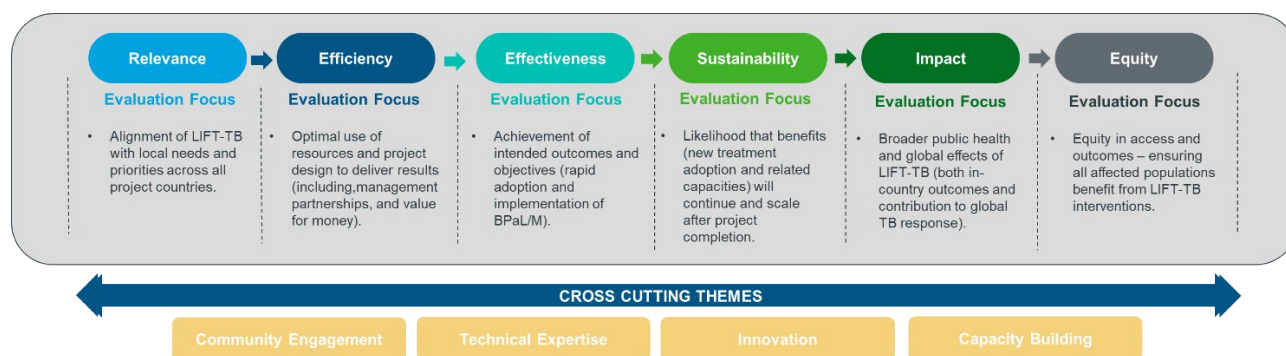 Relevance
Efficiency
Effectiveness
Sustainability
Impact
Equity
Evaluation Focus
Evaluation Focus
Evaluation Focus
Evaluation Focus
Evaluation Focus
Evaluation Focus
• Alignment of LIFT-TB
with local needs and
priorities across all
project countries.
• Optimal use of
resources and project
design to deliver results
(including,management
partnerships, and value
for money).
• Achievement of
intended outcomes and
objectives (rapid
adoption and
implementation of
BPaL/M).
• Likelihood that benefits
(new treatment
adoption and related
capacities) will
continue and scale
after project
completion.
• Broader public health
and global effects of
LIFT-TB (both in-
country outcomes and
contribution to global
TB response).
• Equity in access and
outcomes – ensuring
all affected populations
benefit from LIFT-TB
interventions.
CROSS CUTTING THEMES
Community Engagement
Technical Expertise
Innovation
Capacity Building